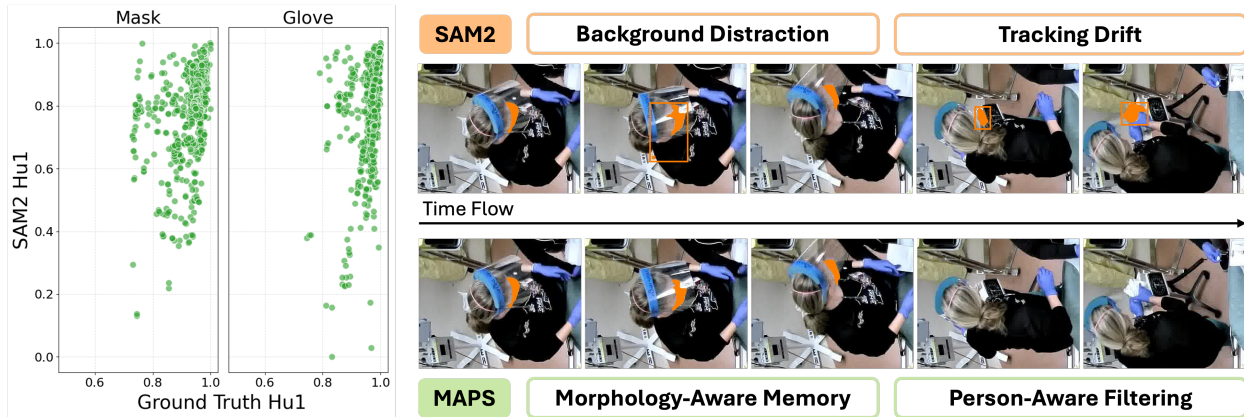 Mask
Glove
SAM2 Hu1
1.0
0.8
0.6
0.4
0.2
0.0
0.6
0.8
1.0
0.6
0.8
1.0
Ground Truth Hu1
SAM2
Background Distraction
Tracking Drift
Time Flow
MAPS
Morphology-Aware Memory
Person-Aware Filtering